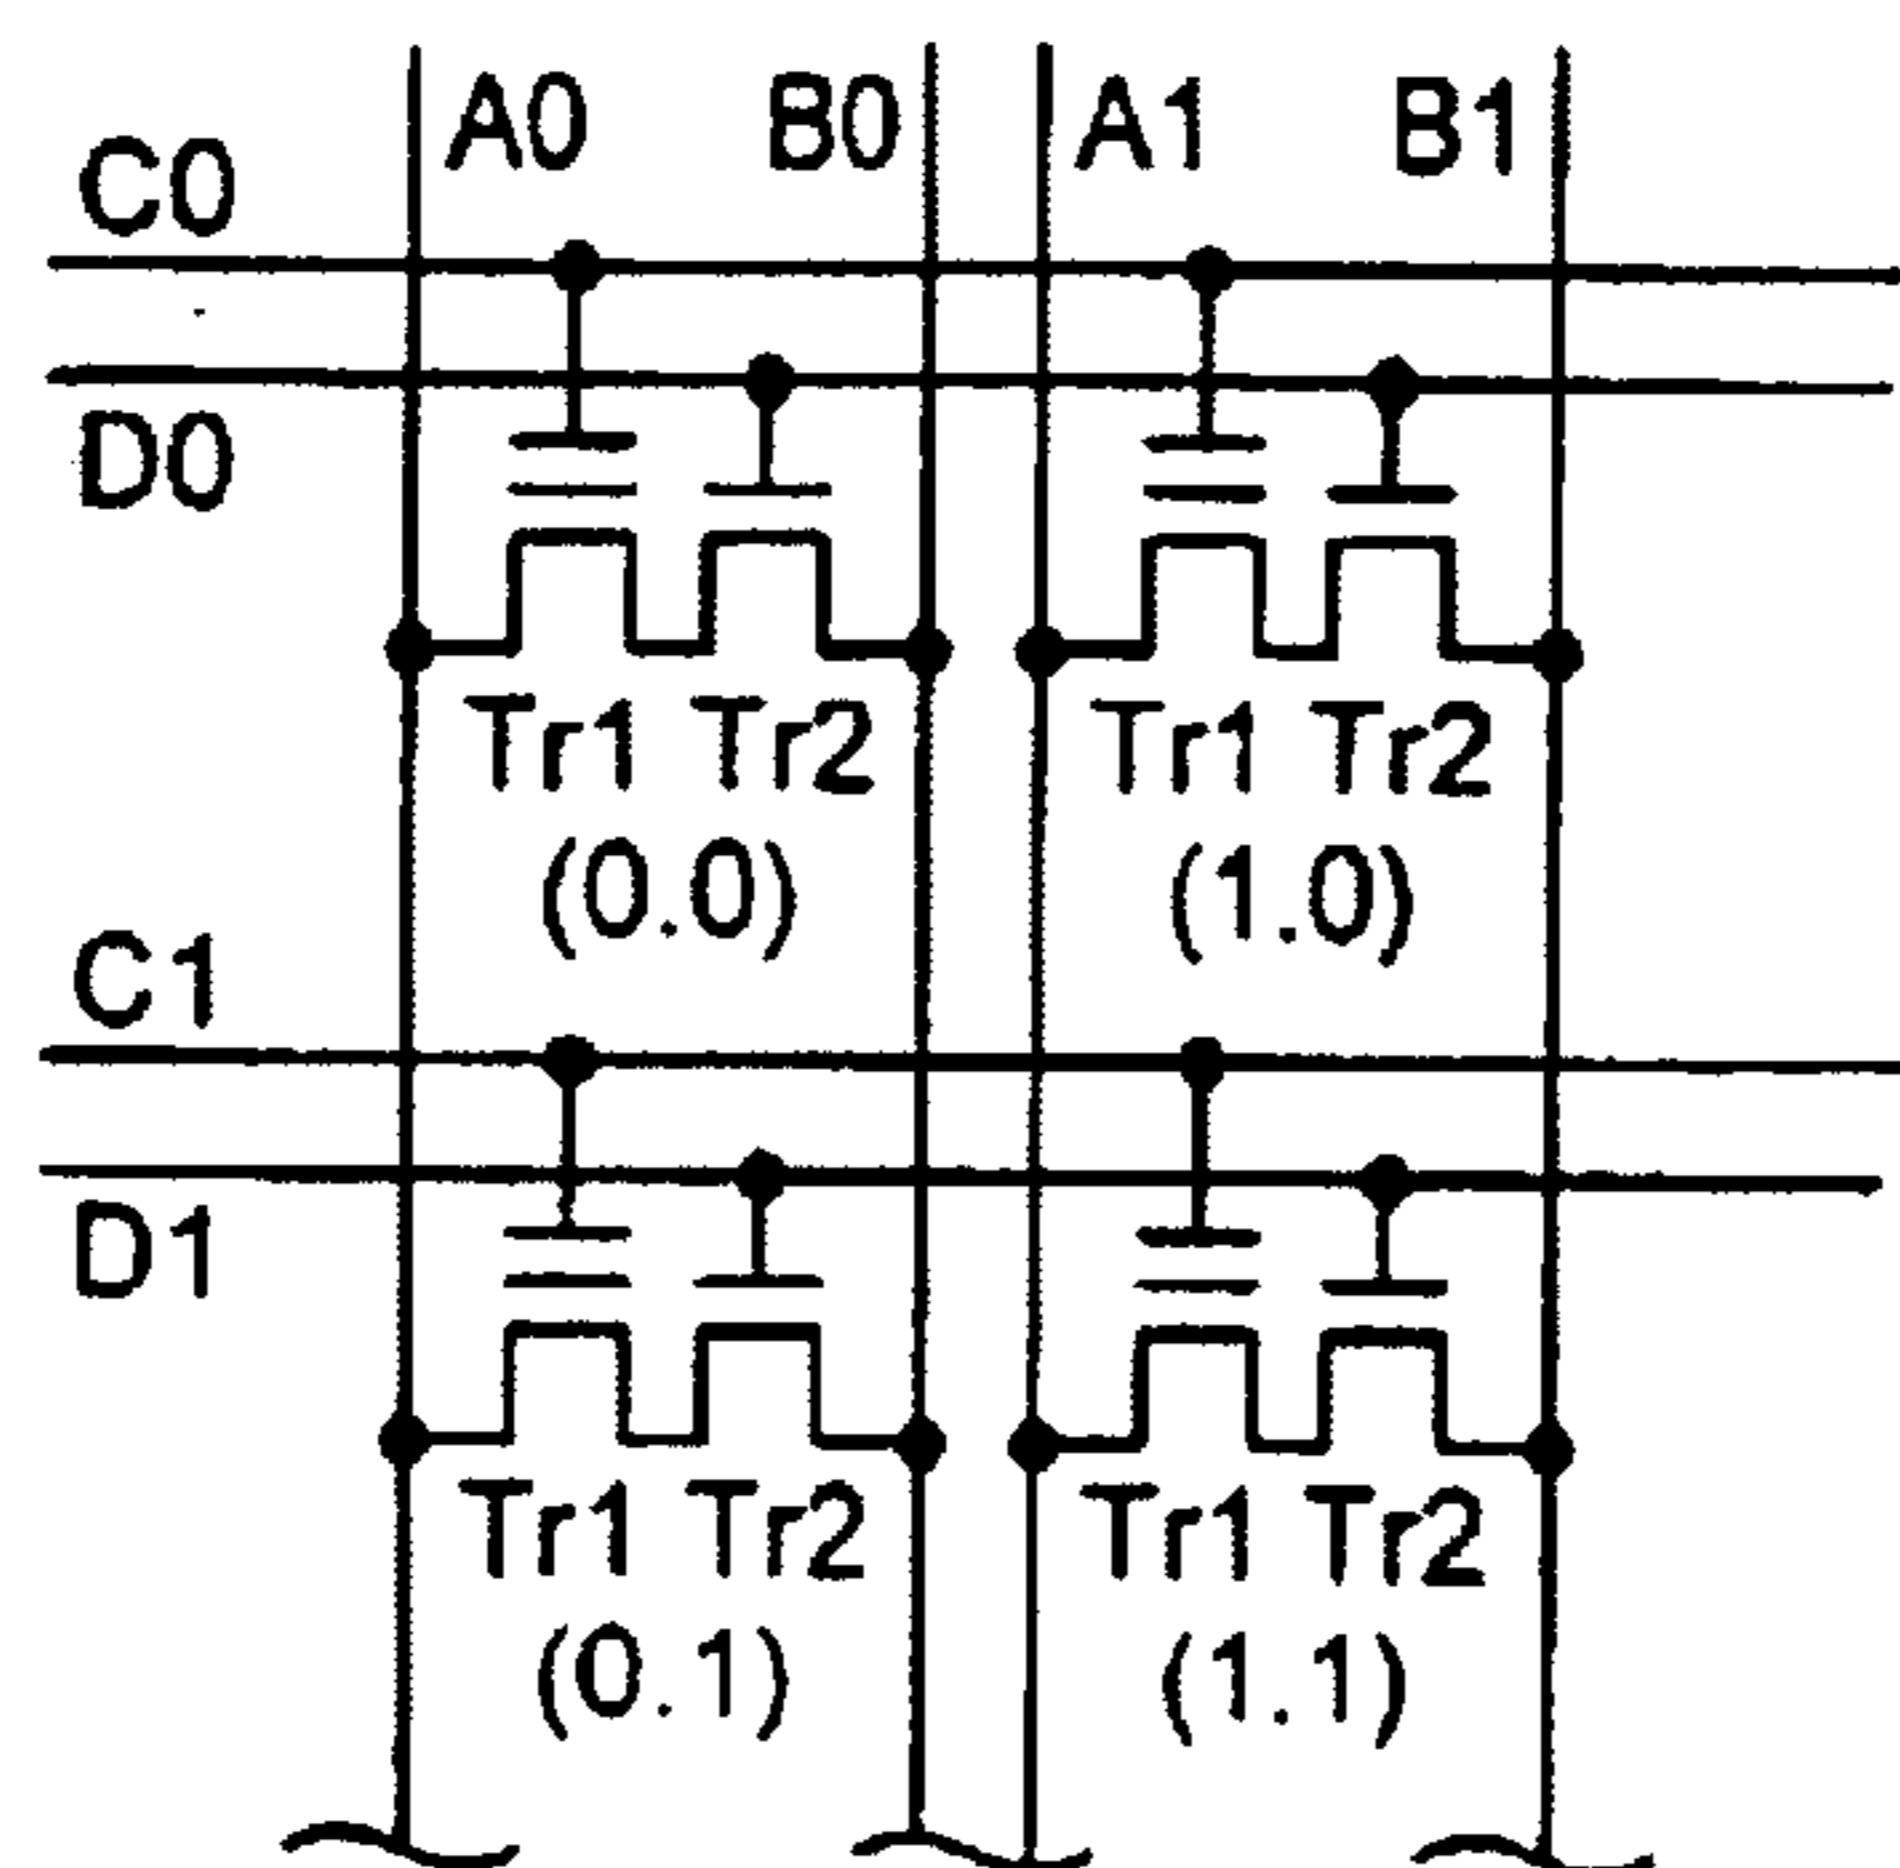 A0 B0 A1 B1
C0
D0
Tr1 Tr2 Tr1 Tr2
(0.0) (1.0)
C1
D1
Tr1 Tr2 Tr1 Tr2
(0.1) (1.1)